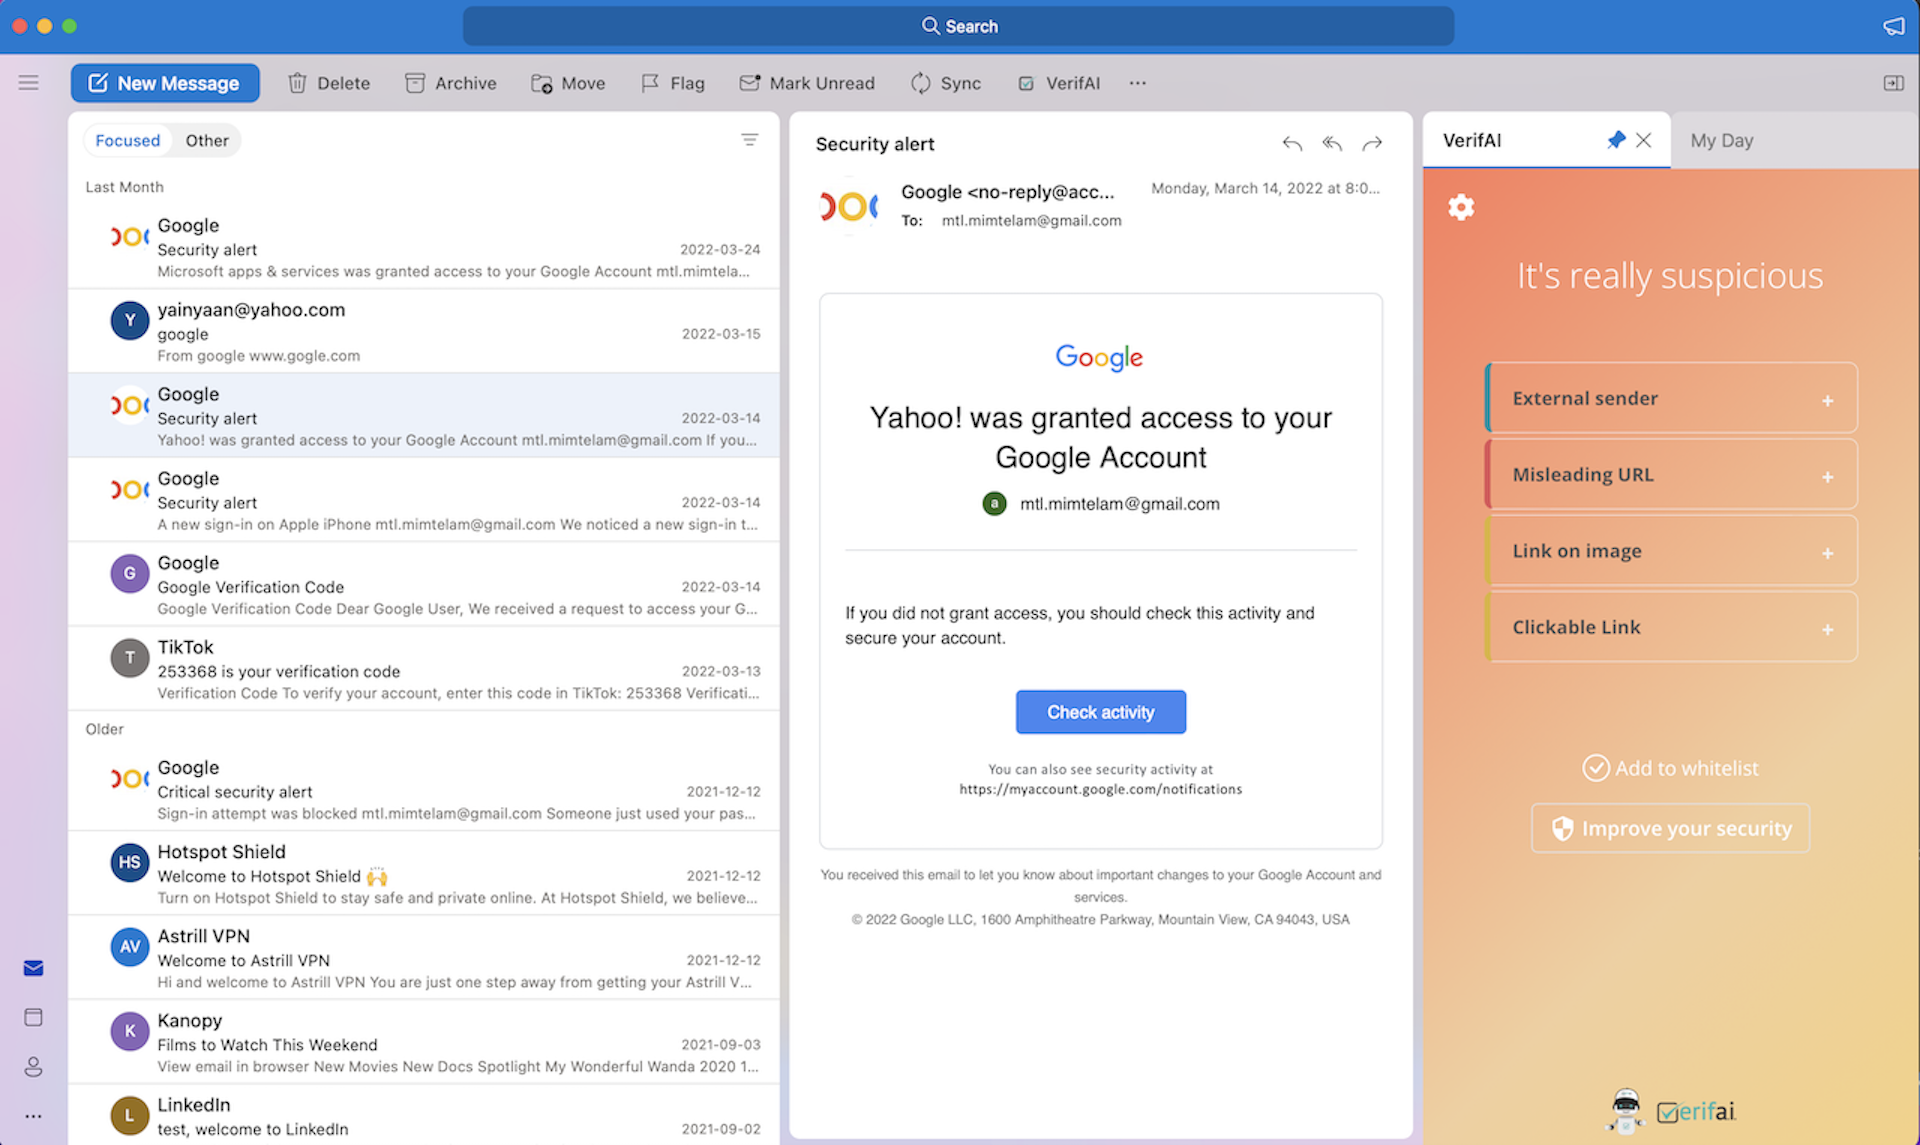 Search
New Message
Delete
Archive
Move
Flag
Mark Unread
Sync
VerifAI
Focused
Other
Last Month
Google
Security alert
2022-03-24
Microsoft apps & services was granted access to your Google Account mtl.mimtela...
Y
yainyaan@yahoo.com
google
2022-03-15
From google www.gogle.com
Google
Security alert
2022-03-14
Yahoo! was granted access to your Google Account mtl.mimtelam@gmail.com If you...
Google
Security alert
2022-03-14
A new sign-in on Apple iPhone mtl.mimtelam@gmail.com We noticed a new sign-in t...
G
Google
Google Verification Code
2022-03-14
Google Verification Code Dear Google User, We received a request to access your G...
T
TikTok
253368 is your verification code
2022-03-13
Verification Code To verify your account, enter this code in TikTok: 253368 Verificati...
Older
Google
Critical security alert
2021-12-12
Sign-in attempt was blocked mtl.mimtelam@gmail.com Someone just used your pas...
HS
Hotspot Shield
Welcome to Hotspot Shield 🙌
2021-12-12
Turn on Hotspot Shield to stay safe and private online. At Hotspot Shield, we believe...
AV
Astrill VPN
Welcome to Astrill VPN
2021-12-12
Hi and welcome to Astrill VPN You are just one step away from getting your Astrill V...
K
Kanopy
Films to Watch This Weekend
2021-09-03
View email in browser New Movies New Docs Spotlight My Wonderful Wanda 2020 1...
L
LinkedIn
test, welcome to LinkedIn
2021-09-02
Security alert
Google <no-reply@acc...
Monday, March 14, 2022 at 8:0...
To: mtl.mimtelam@gmail.com
Google
Yahoo! was granted access to your
Google Account
a mtl.mimtelam@gmail.com
If you did not grant access, you should check this activity and
secure your account.
Check activity
You can also see security activity at
https://myaccount.google.com/notifications
You received this email to let you know about important changes to your Google Account and
services.
© 2022 Google LLC, 1600 Amphitheatre Parkway, Mountain View, CA 94043, USA
VerifAI
My Day
It's really suspicious
External sender +
Misleading URL +
Link on image +
Clickable Link +
Add to whitelist
Improve your security
Verifai